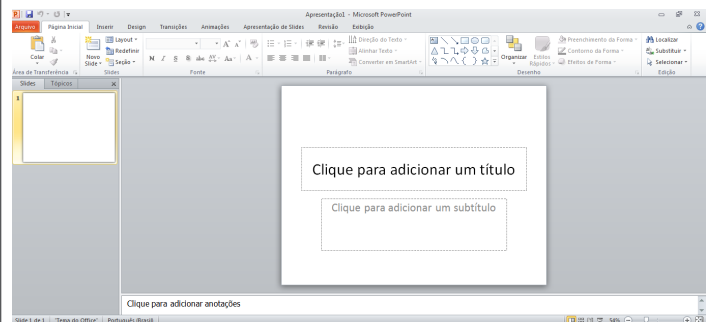 Apresentação1 - Microsoft PowerPoint
Arquivo Página Inicial Inserir Design Transições Animações Apresentação de Slides Revisão Exibição
Colar
Novo Slide
Layout
Redefinir
Seção
N I S S abc AV Aa A
Direção do Texto
Alinhar Texto
Converter em SmartArt
Organizar
Estilos Rápidos
Preenchimento da Forma
Contorno da Forma
Efeitos de Forma
Localizar
Substituir
Selecionar
Área de Transferência Slides Fonte Parágrafo Desenho Edição
Slides Tópicos x
1
Clique para adicionar um título
Clique para adicionar um subtítulo
Clique para adicionar anotações
Slide 1 de 1 "Tema do Office" Português (Brasil) 54%